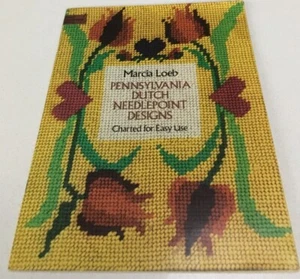 Marcia Loeb
PENNSYLVANIA
DUTCH
NEEDLEPOINT
DESIGNS
Charted for Easy Use